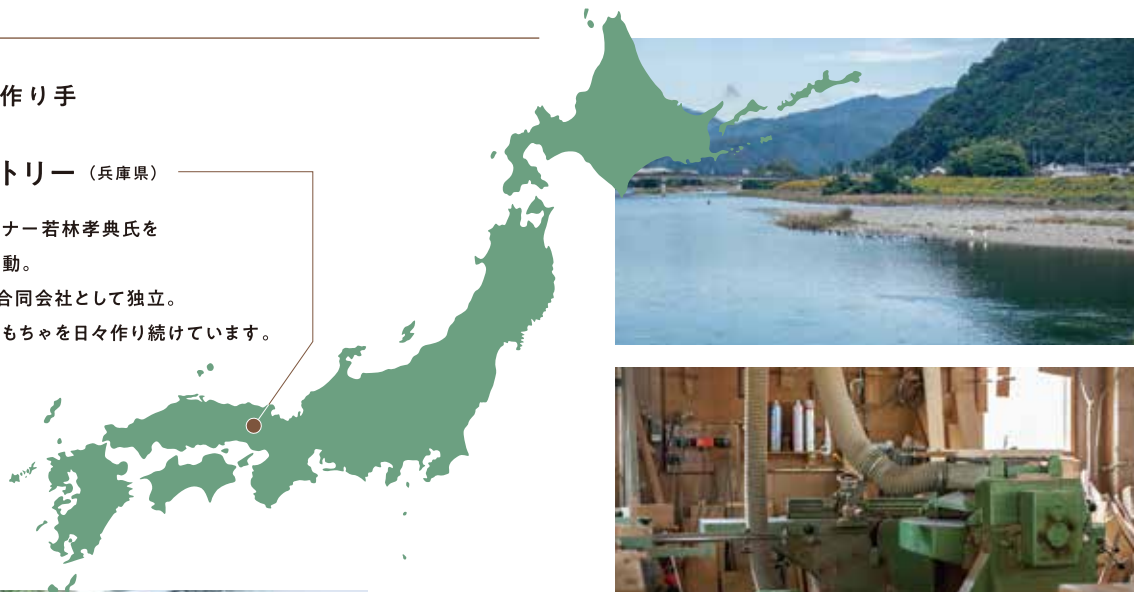 作り手
トリー（兵庫県）
ナー若林孝典氏を
動。
合同会社として独立。
もちゃを日々作り続けています。